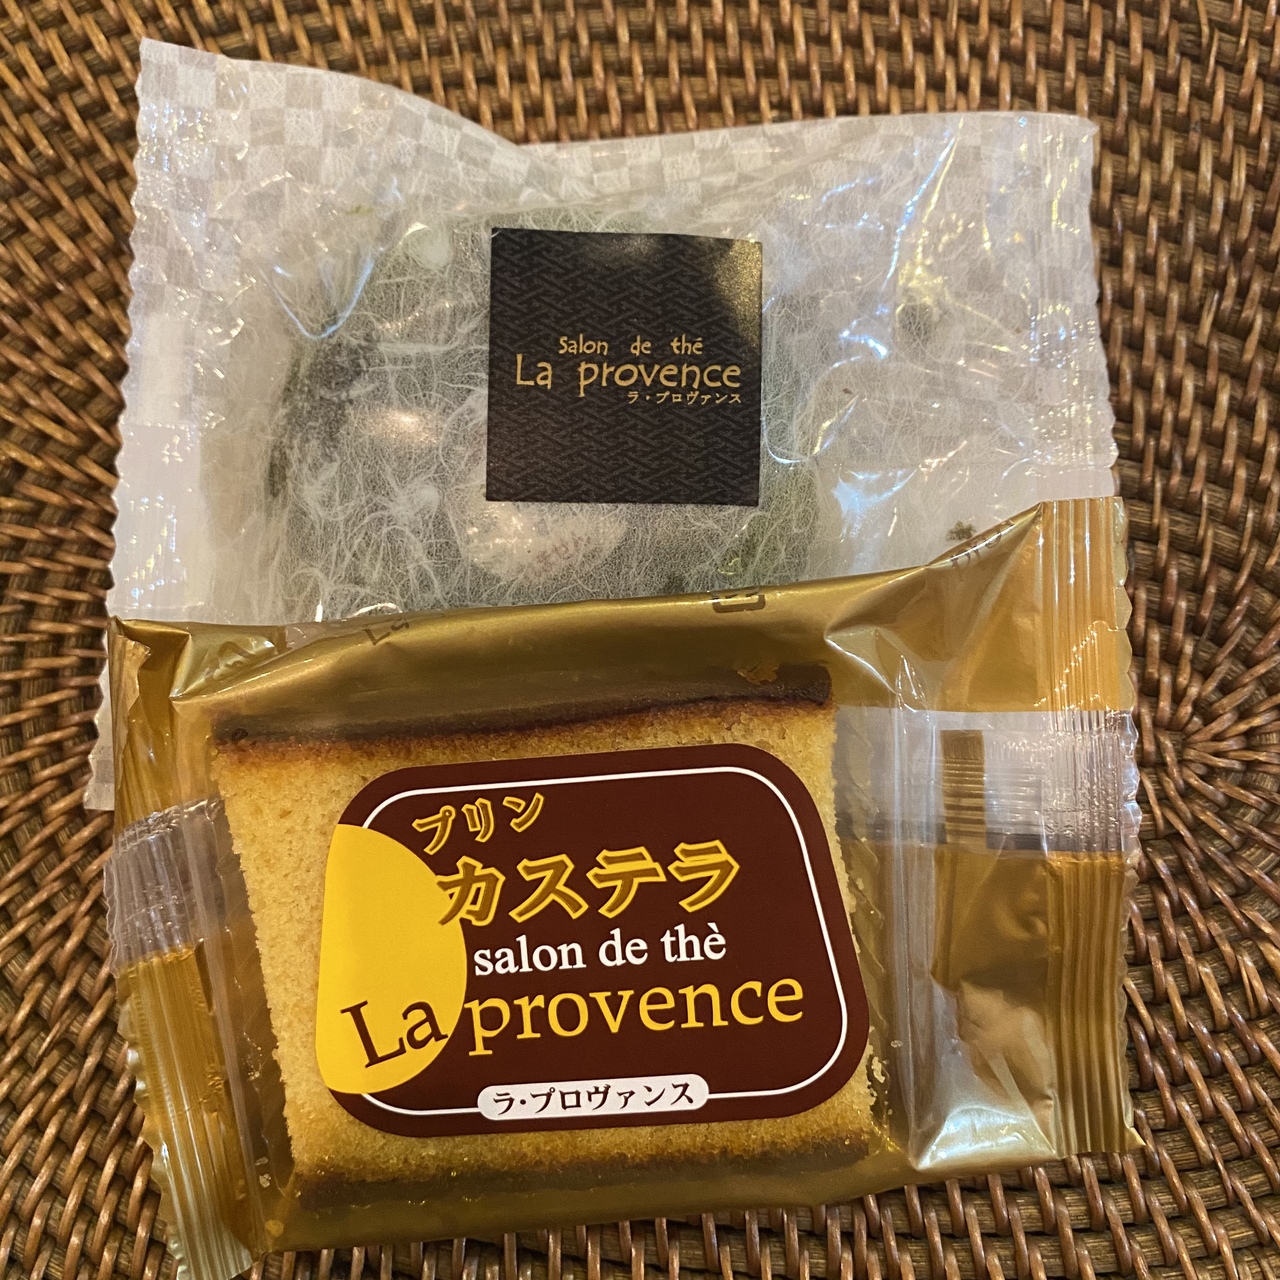 Salon de thé
La provence
ラ・プロヴァンス
プリン
カステラ
salon de thè
La provence
ラ・プロヴァンス